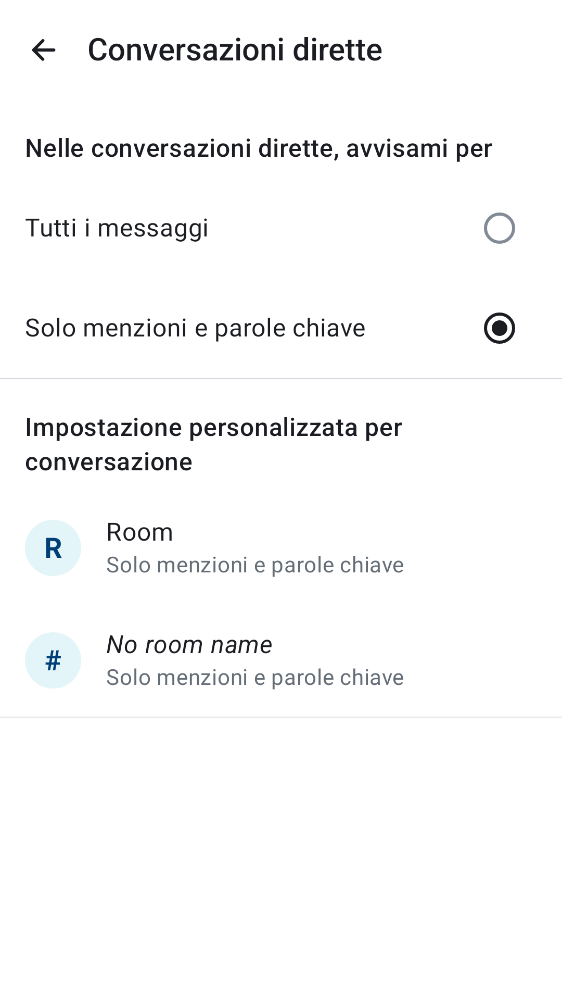 Conversazioni dirette
Nelle conversazioni dirette, avvisami per
Tutti i messaggi
Solo menzioni e parole chiave
Impostazione personalizzata per
conversazione
R
Room
Solo menzioni e parole chiave
#
No room name
Solo menzioni e parole chiave